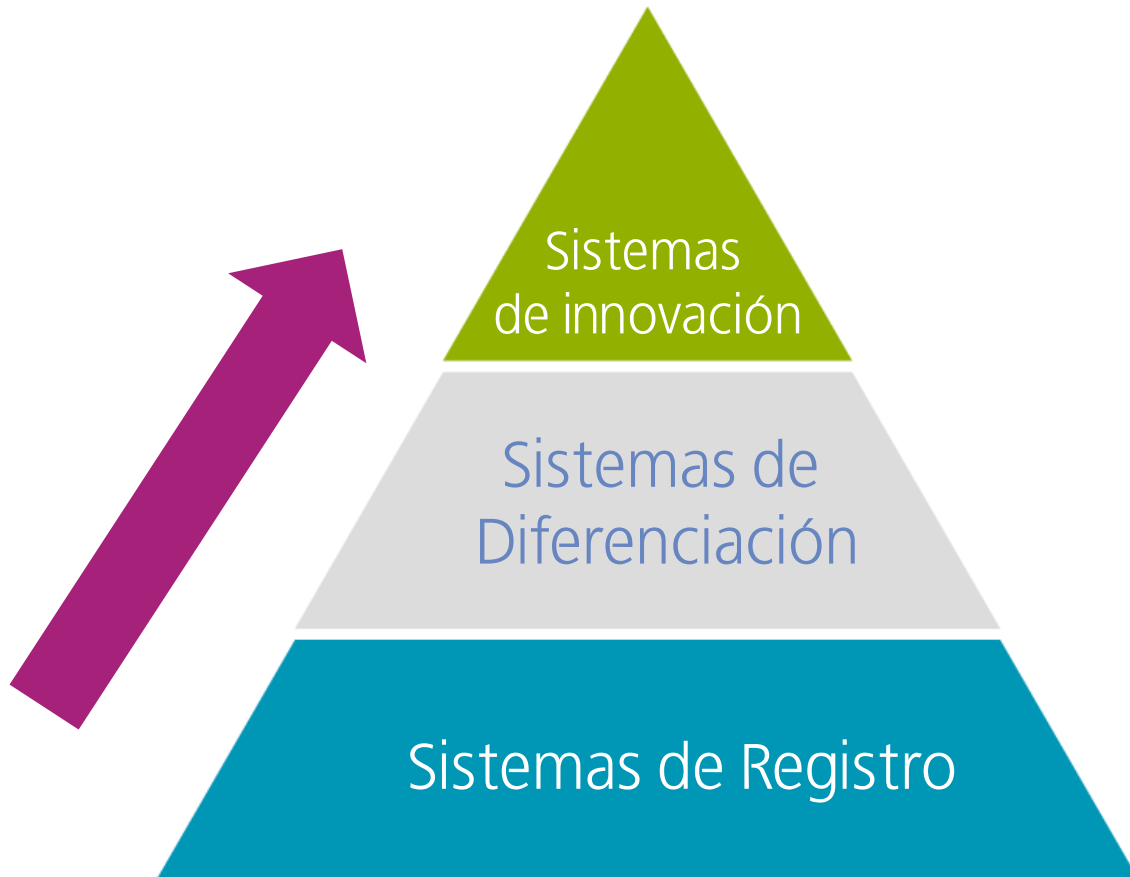 Sistemas
de innovación
Sistemas de
Diferenciación
Sistemas de Registro